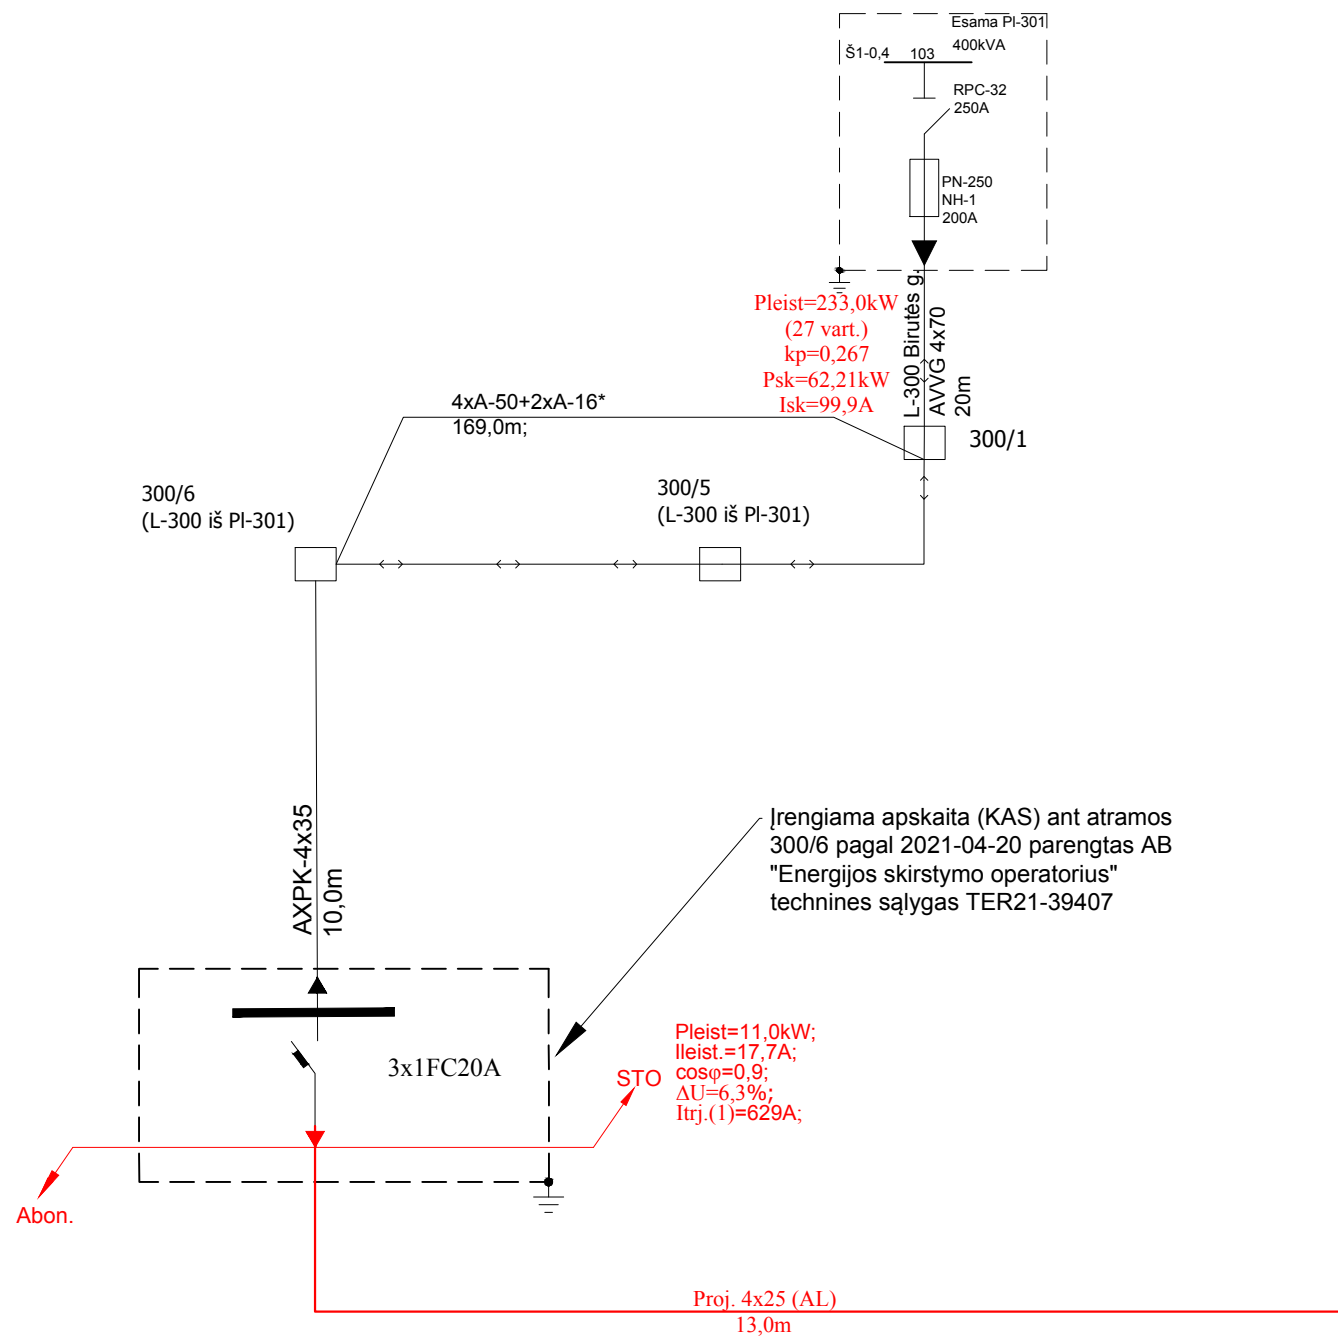 Esama Pl-301
400kVA
Š1-0,4
103
RPC-32
250A
PN-250
NH-1
200A
Pleist=233,0kW
(27 vart.)
kp=0,267
Psk=62,21kW
Isk=99,9A
L-300 Birutės g.
AVVG 4x70
20m
4xA-50+2xA-16*
169,0m;
300/1
300/6
(L-300 iš Pl-301)
300/5
(L-300 iš Pl-301)
AXPK-4x35
10,0m
Įrengiama apskaita (KAS) ant atramos
300/6 pagal 2021-04-20 parengtas AB
"Energijos skirstymo operatorius"
technines sąlygas TER21-39407
3x1FC20A
STO
Pleist=11,0kW;
Ileist.=17,7A;
cosφ=0,9;
ΔU=6,3%;
Itrj.(1)=629A;
Abon.
Proj. 4x25 (AL)
13,0m